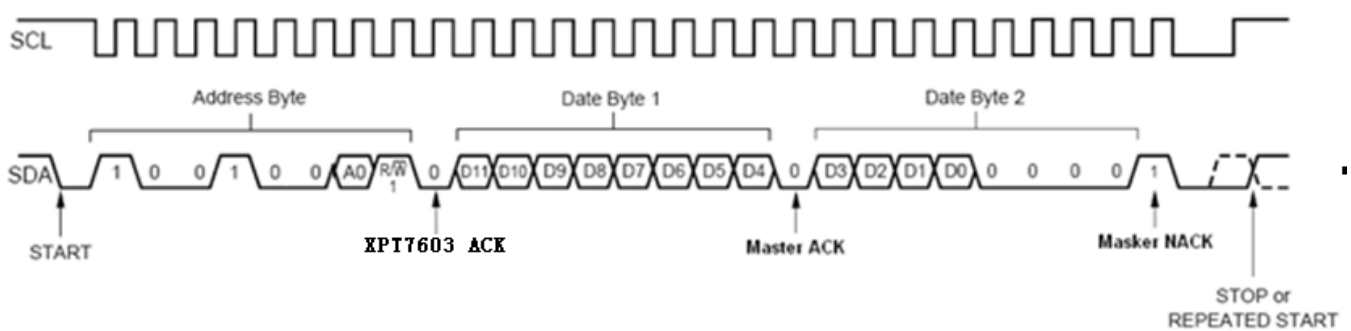 SCL
Address Byte Date Byte 1 Date Byte 2
SDA 1 0 0 1 0 0 A0 R/W 1 0 D11 D10 D9 D8 D7 D6 D5 D4 0 D3 D2 D1 D0 0 0 0 0 1
START XPT7603 ACK Master ACK Masker NACK
STOP or
REPEATED START